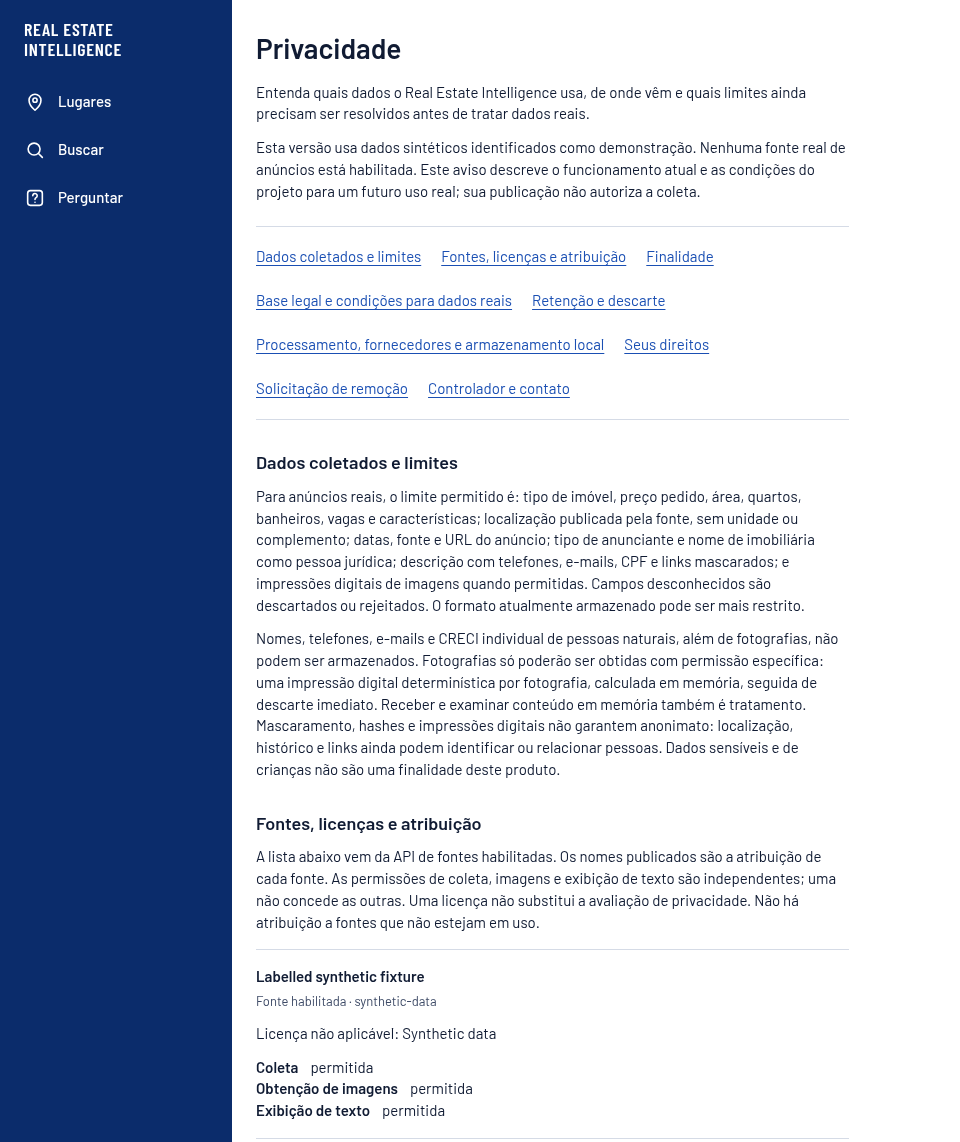 REAL ESTATE
INTELLIGENCE
Lugares
Buscar
Perguntar
Privacidade
Entenda quais dados o Real Estate Intelligence usa, de onde vêm e quais limites ainda
precisam ser resolvidos antes de tratar dados reais.
Esta versão usa dados sintéticos identificados como demonstração. Nenhuma fonte real de
anúncios está habilitada. Este aviso descreve o funcionamento atual e as condições do
projeto para um futuro uso real; sua publicação não autoriza a coleta.
Dados coletados e limites Fontes, licenças e atribuição Finalidade
Base legal e condições para dados reais Retenção e descarte
Processamento, fornecedores e armazenamento local Seus direitos
Solicitação de remoção Controlador e contato
Dados coletados e limites
Para anúncios reais, o limite permitido é: tipo de imóvel, preço pedido, área, quartos,
banheiros, vagas e características; localização publicada pela fonte, sem unidade ou
complemento; datas, fonte e URL do anúncio; tipo de anunciante e nome de imobiliária
como pessoa jurídica; descrição com telefones, e-mails, CPF e links mascarados; e
impressões digitais de imagens quando permitidas. Campos desconhecidos são
descartados ou rejeitados. O formato atualmente armazenado pode ser mais restrito.
Nomes, telefones, e-mails e CRECI individual de pessoas naturais, além de fotografias, não
podem ser armazenados. Fotografias só poderão ser obtidas com permissão específica:
uma impressão digital determinística por fotografia, calculada em memória, seguida de
descarte imediato. Receber e examinar conteúdo em memória também é tratamento.
Mascaramento, hashes e impressões digitais não garantem anonimato: localização,
histórico e links ainda podem identificar ou relacionar pessoas. Dados sensíveis e de
crianças não são uma finalidade deste produto.
Fontes, licenças e atribuição
A lista abaixo vem da API de fontes habilitadas. Os nomes publicados são a atribuição de
cada fonte. As permissões de coleta, imagens e exibição de texto são independentes; uma
não concede as outras. Uma licença não substitui a avaliação de privacidade. Não há
atribuição a fontes que não estejam em uso.
Labelled synthetic fixture
Fonte habilitada · synthetic-data
Licença não aplicável: Synthetic data
Coleta permitida
Obtenção de imagens permitida
Exibição de texto permitida